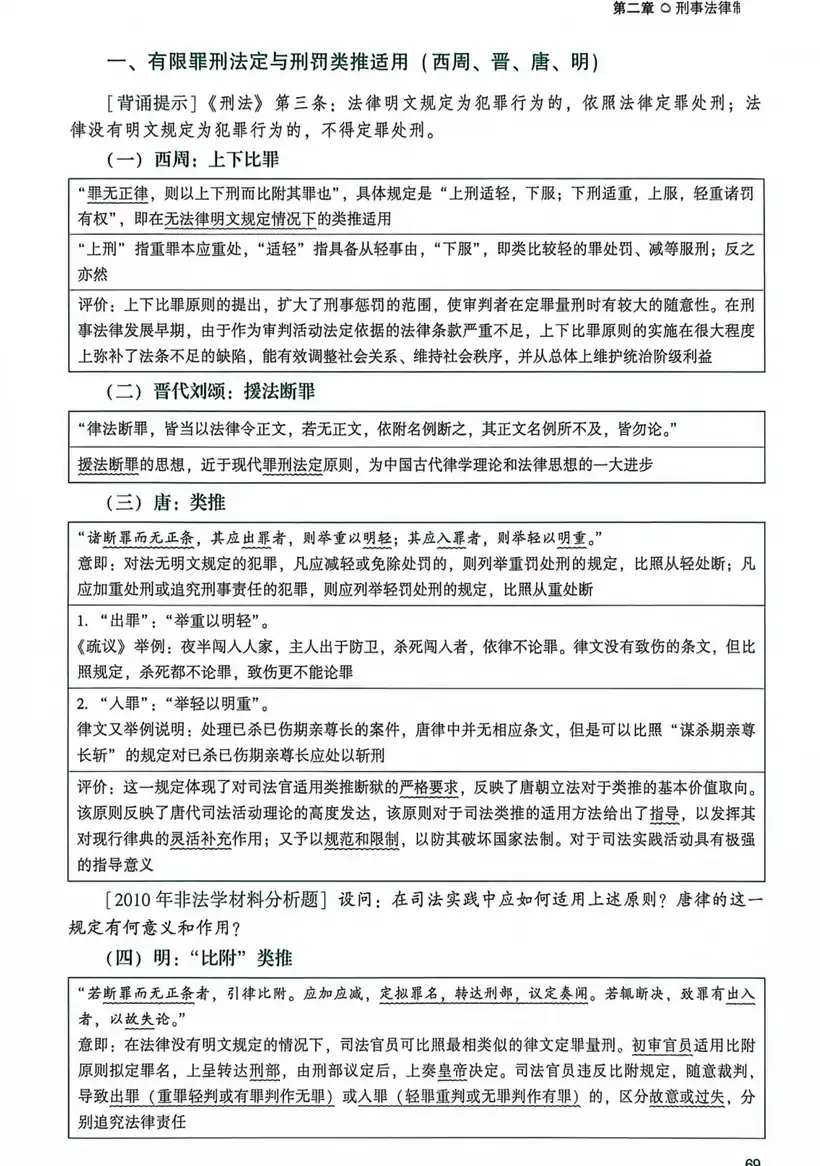 第二章 ○ 刑事法律制
一、有限罪刑法定与刑罚类推适用（西周、晋、唐、明）
［背诵提示］《刑法》第三条：法律明文规定为犯罪行为的，依照法律定罪处刑；法
律没有明文规定为犯罪行为的，不得定罪处刑。
（一）西周：上下比罪
“罪无正律，则以上下刑而比附其罪也”，具体规定是“上刑适轻，下服；下刑适重，上服，轻重诸罚
有权”，即在无法律明文规定情况下的类推适用
“上刑”指重罪本应重处，“适轻”指具备从轻事由，“下服”，即类比较轻的罪处罚、减等服刑；反之
亦然
评价：上下比罪原则的提出，扩大了刑事惩罚的范围，使审判者在定罪量刑时有较大的随意性。在刑
事法律发展早期，由于作为审判活动法定依据的法律条款严重不足，上下比罪原则的实施在很大程度
上弥补了法条不足的缺陷，能有效调整社会关系、维持社会秩序，并从总体上维护统治阶级利益
（二）晋代刘颂：援法断罪
“律法断罪，皆当以法律令正文，若无正文，依附名例断之，其正文名例所不及，皆勿论。”
援法断罪的思想，近于现代罪刑法定原则，为中国古代律学理论和法律思想的一大进步
（三）唐：类推
“诸断罪而无正条，其应出罪者，则举重以明轻；其应入罪者，则举轻以明重。”
意即：对法无明文规定的犯罪，凡应减轻或免除处罚的，则列举重罚处刑的规定，比照从轻处断；凡
应加重处刑或追究刑事责任的犯罪，则应列举轻罚处刑的规定，比照从重处断
1. “出罪”：“举重以明轻”。
《疏议》举例：夜半闯入人家，主人出于防卫，杀死闯入者，依律不论罪。律文没有致伤的条文，但比
照规定，杀死都不论罪，致伤更不能论罪
2. “人罪”：“举轻以明重”。
律文又举例说明：处理已杀已伤期亲尊长的案件，唐律中并无相应条文，但是可以比照“谋杀期亲尊
长斩”的规定对已杀已伤期亲尊长应处以斩刑
评价：这一规定体现了对司法官适用类推断狱的严格要求，反映了唐朝立法对于类推的基本价值取向。
该原则反映了唐代司法活动理论的高度发达，该原则对于司法类推的适用方法给出了指导，以发挥其
对现行律典的灵活补充作用；又予以规范和限制，以防其破坏国家法制。对于司法实践活动具有极强
的指导意义
［2010 年非法学材料分析题］设问：在司法实践中应如何适用上述原则？唐律的这一
规定有何意义和作用？
（四）明：“比附”类推
“若断罪而无正条者，引律比附。应加应减，定拟罪名，转达刑部，议定奏闻。若辄断决，致罪有出入
者，以故失论。”
意即：在法律没有明文规定的情况下，司法官员可比照最相类似的律文定罪量刑。初审官员适用比附
原则拟定罪名，上呈转达刑部，由刑部议定后，上奏皇帝决定。司法官员违反比附规定，随意裁判，
导致出罪（重罪轻判或有罪判作无罪）或人罪（轻罪重判或无罪判作有罪）的，区分故意或过失，分
别追究法律责任
69